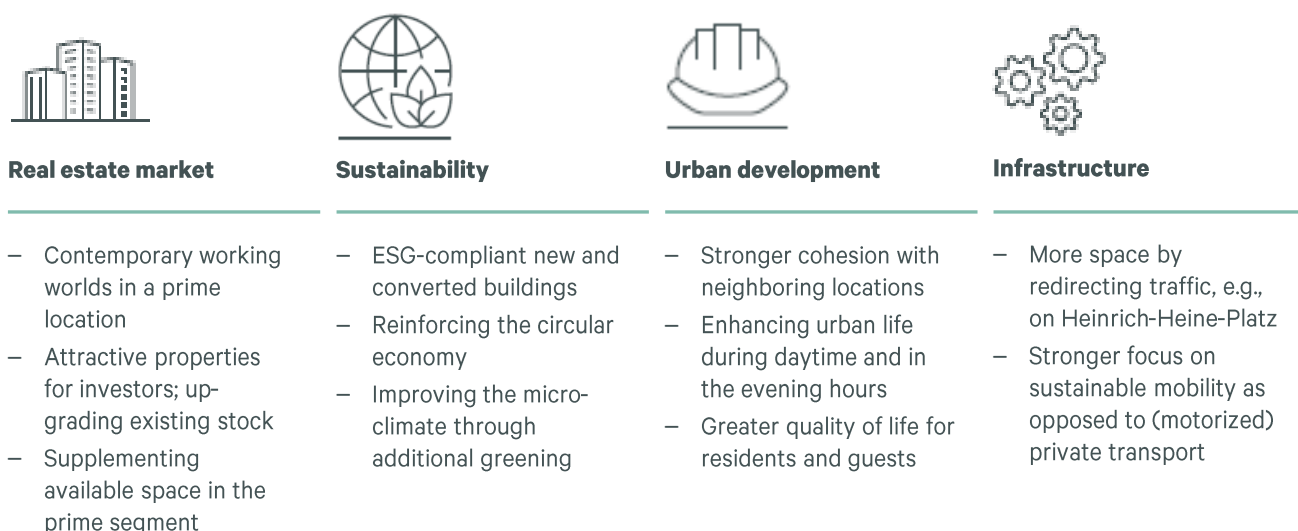 Real estate market
– Contemporary working
worlds in a prime
location
– Attractive properties
for investors; up-
grading existing stock
– Supplementing
available space in the
prime segment
Sustainability
– ESG-compliant new and
converted buildings
– Reinforcing the circular
economy
– Improving the micro-
climate through
additional greening
Urban development
– Stronger cohesion with
neighboring locations
– Enhancing urban life
during daytime and in
the evening hours
– Greater quality of life for
residents and guests
Infrastructure
– More space by
redirecting traffic, e.g.,
on Heinrich-Heine-Platz
– Stronger focus on
sustainable mobility as
opposed to (motorized)
private transport